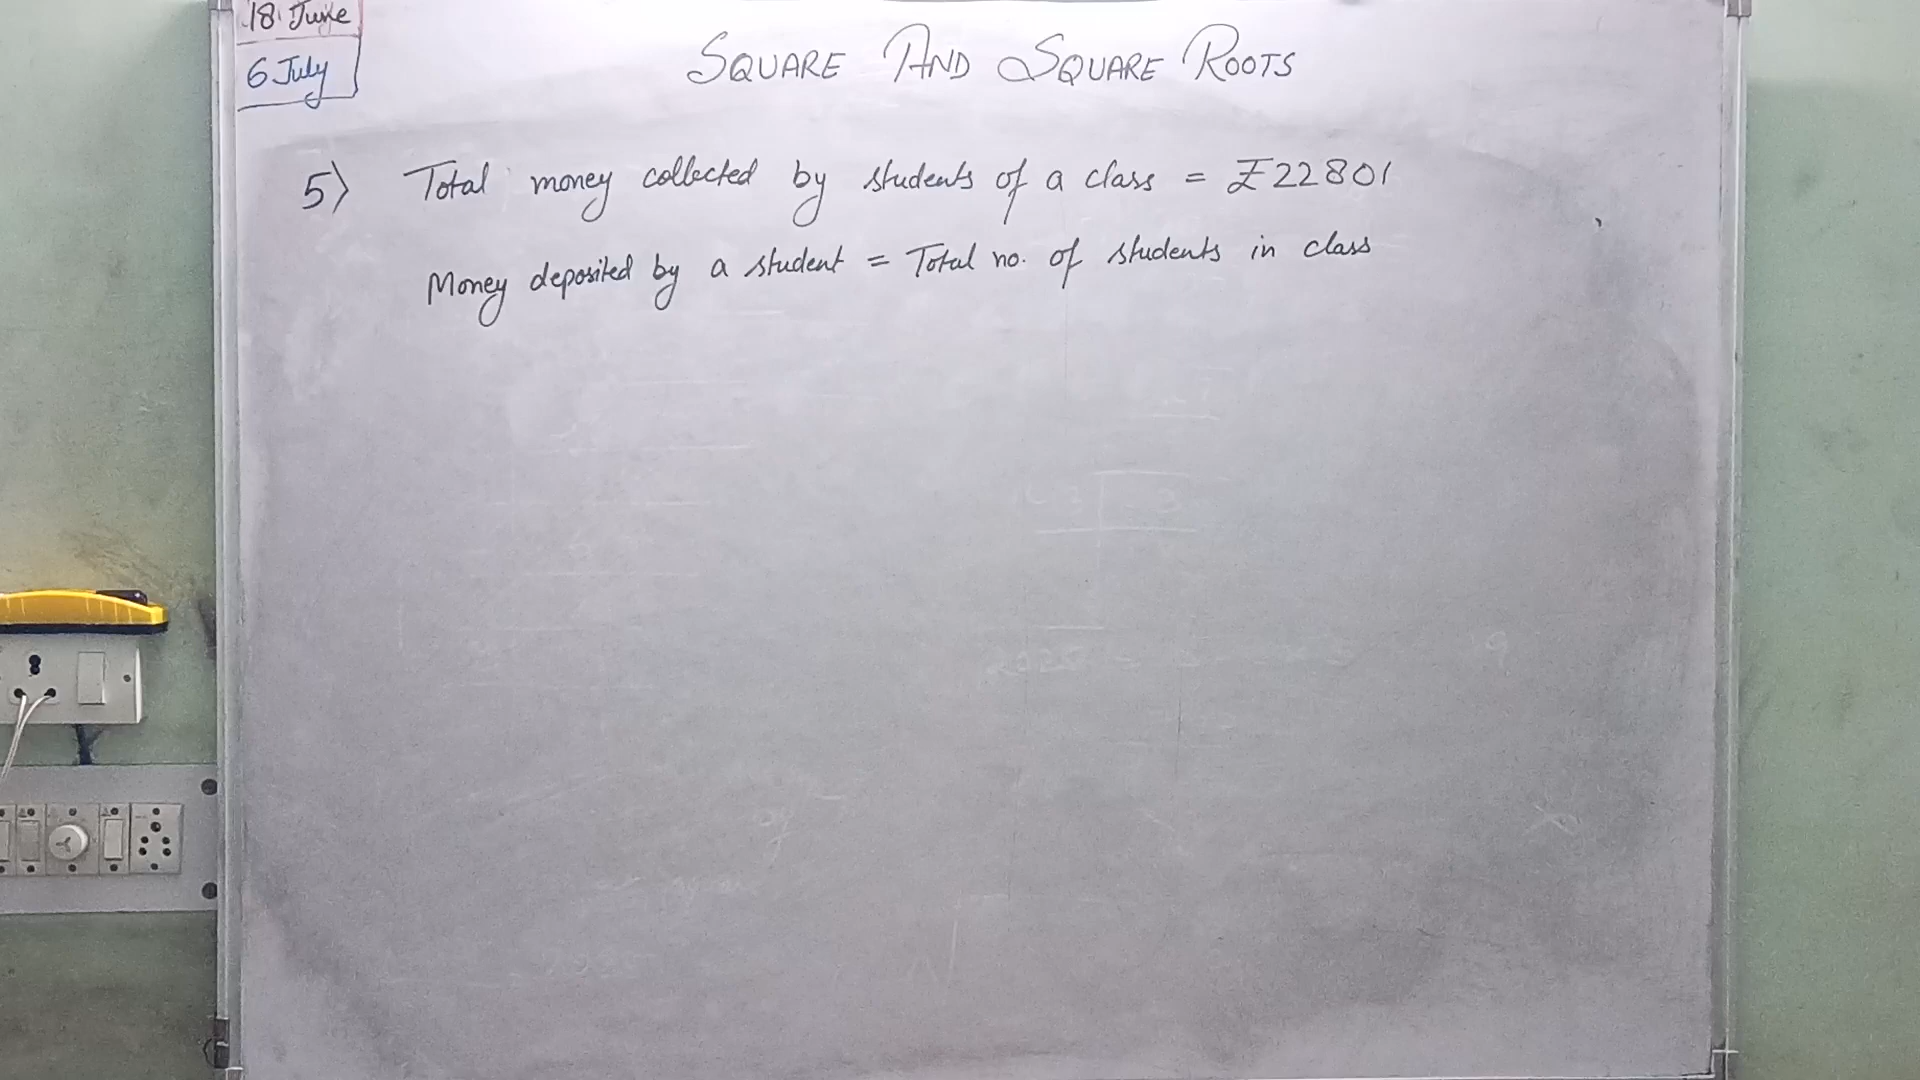 18 June
6 July
SQUARE AND SQUARE ROOTS
5) Total money collected by students of a class = ₹22801
Money deposited by a student = Total no. of students in class